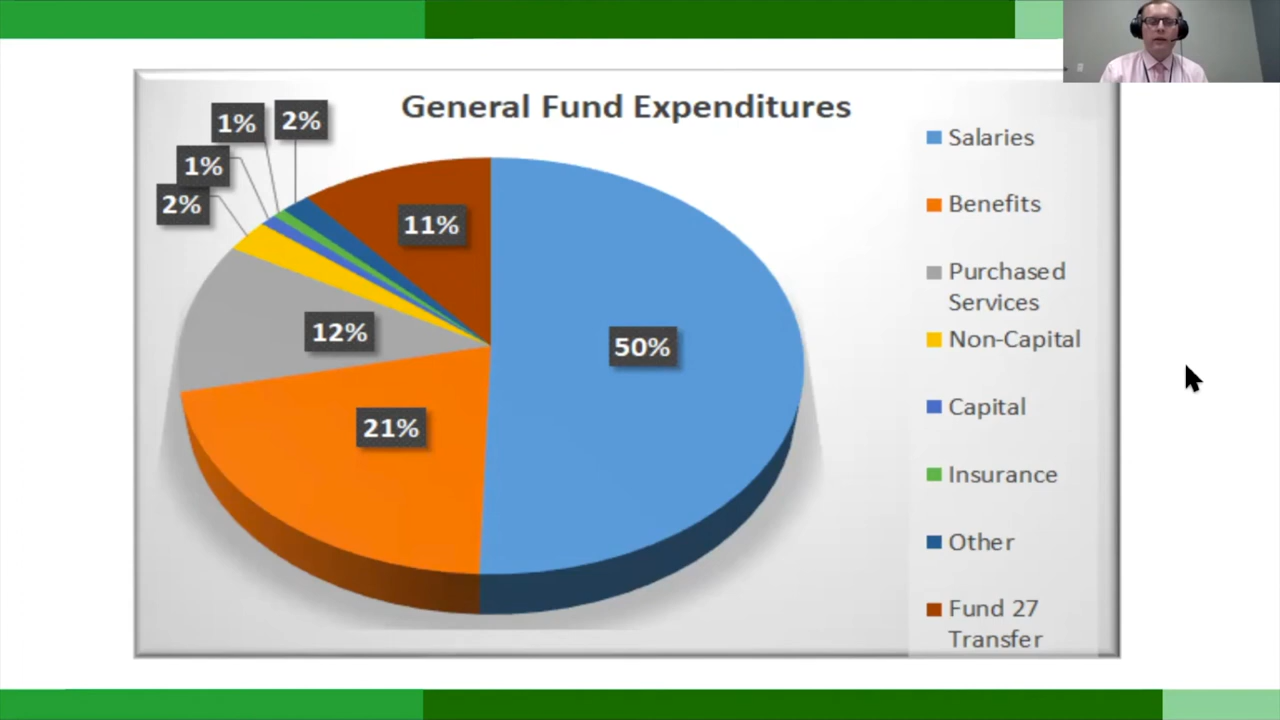 General Fund Expenditures
1%
2%
1%
2%
11%
12%
50%
21%
Salaries
Benefits
Purchased
Services
Non-Capital
Capital
Insurance
Other
Fund 27
Transfer